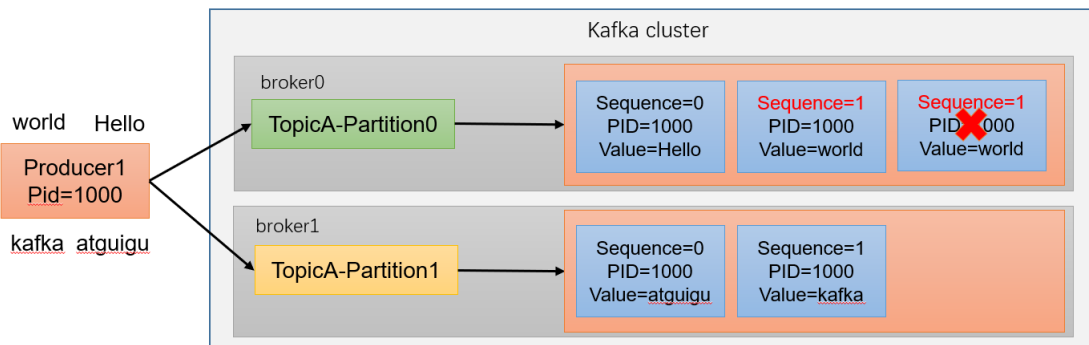 Kafka cluster
world Hello
Producer1
Pid=1000
kafka atguigu
broker0
TopicA-Partition0
Sequence=0
PID=1000
Value=Hello
Sequence=1
PID=1000
Value=world
Sequence=1
Value=world
broker1
TopicA-Partition1
Sequence=0
PID=1000
Value=atguigu
Sequence=1
PID=1000
Value=kafka